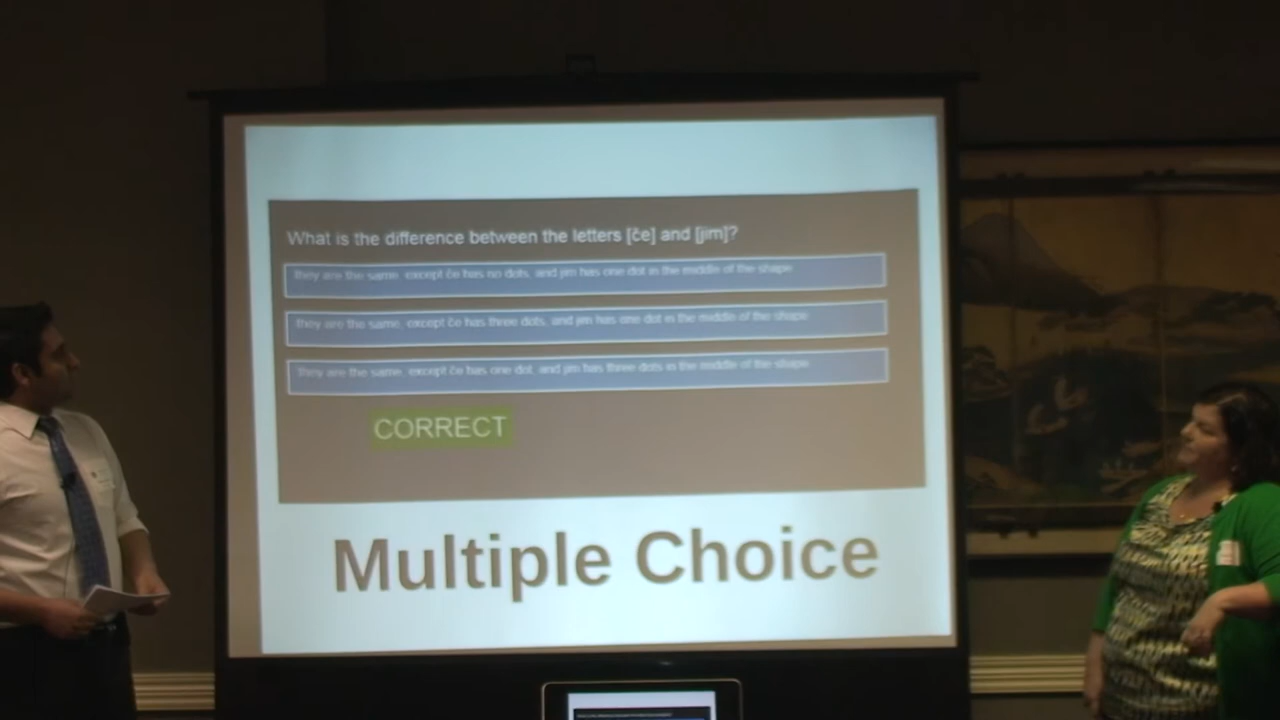 What is the difference between the letters [če] and [jim]?
they are the same, except če has no dots, and jim has one dot in the middle of the shape
they are the same, except če has three dots, and jim has one dot in the middle of the shape
They are the same, except če has one dot, and jim has three dots in the middle of the shape
CORRECT
Multiple Choice